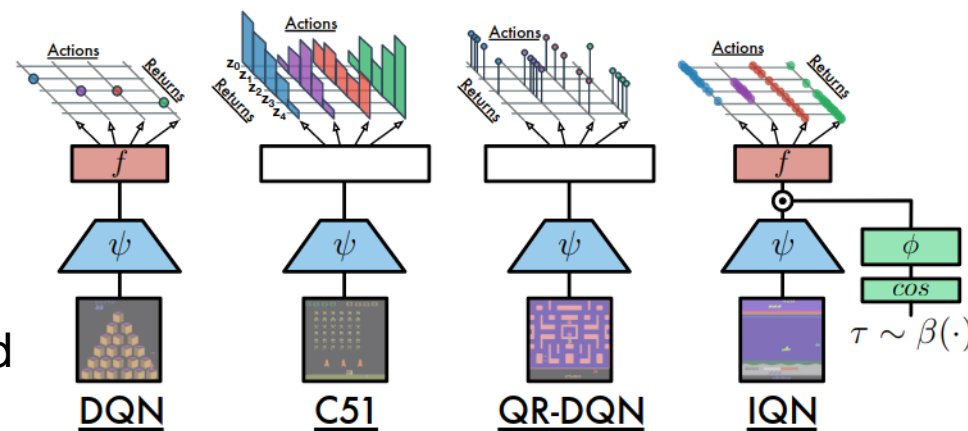 Actions
Returns
Actions
z0
z1
z2
z3
z4
Returns
Actions
Returns
Actions
Returns
f
f
ψ
ψ
ψ
ψ
ϕ
cos
τ ∼ β(·)
d
DQN
C51
QR-DQN
IQN